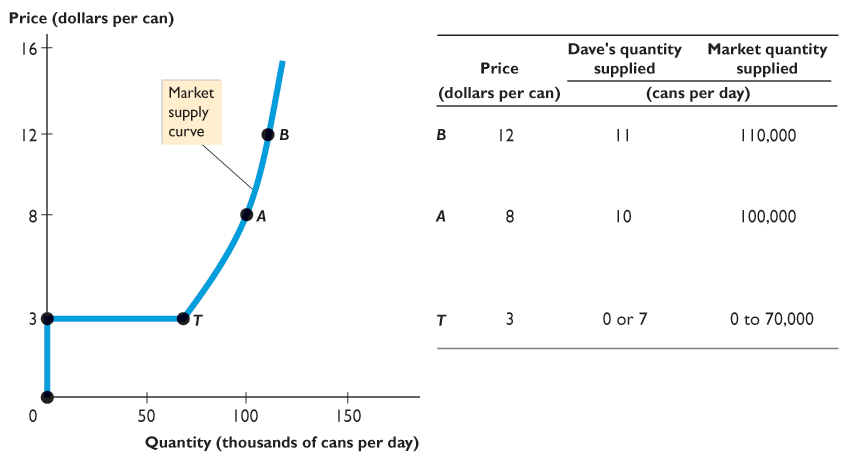 Price (dollars per can)
16
Market
supply
curve
12
B
8
A
3
T
0
50
100
150
Quantity (thousands of cans per day)
Dave's quantity Market quantity
Price supplied supplied
(dollars per can) (cans per day)
B 12 11 110,000
A 8 10 100,000
T 3 0 or 7 0 to 70,000